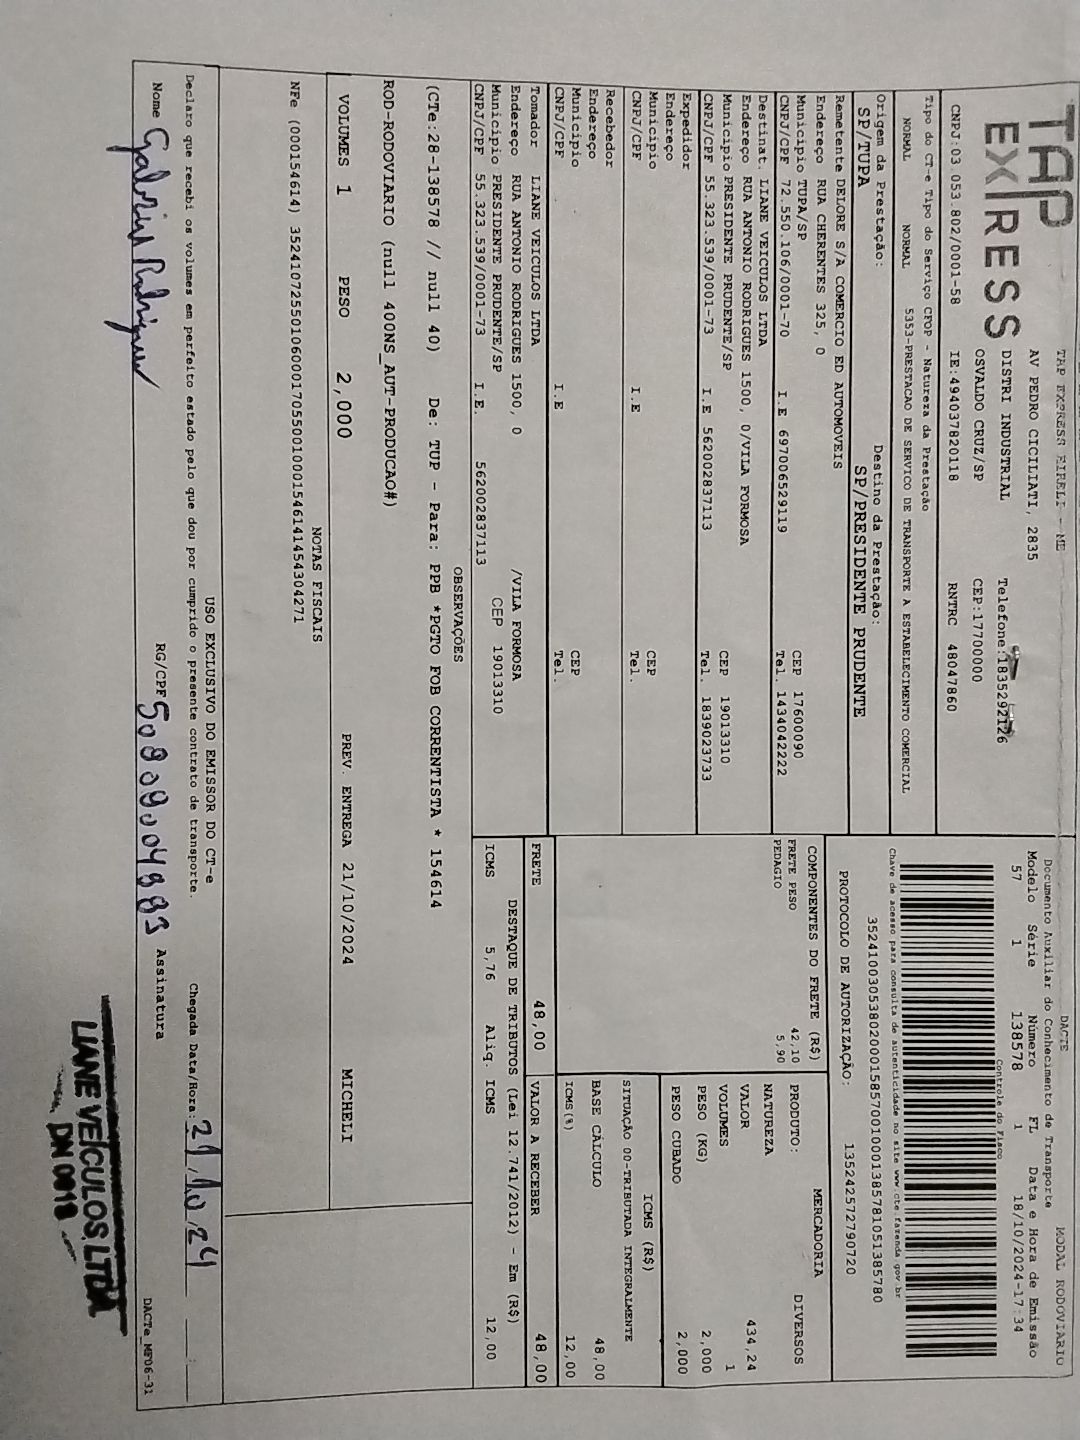 TAP
EXPRESS
TAP EXPRESS EIRELI - ME
AV PEDRO CICILIATI, 2835
DISTRI INDUSTRIAL
Telefone:1835292126
OSVALDO CRUZ/SP
CEP:17700000
CNPJ:03.053.802/0001-58
IE:494037820118
RNTRC 48047860
DACTE
MODAL RODOVIARIO
Documento Auxiliar do Conhecimento de Transporte
Modelo Série Número FL Data e Hora de Emissão
57 1 138578 1 18/10/2024-17:34
Controle do Fisco
Chave de acesso para consulta de autenticidade no site www.cte.fazenda.gov.br
35241003053802000158570010001385781051385780
PROTOCOLO DE AUTORIZAÇÃO: 135242572790720
Tipo do CT-e Tipo do Serviço CFOP - Natureza da Prestação
NORMAL NORMAL 5353-PRESTACAO DE SERVICO DE TRANSPORTE A ESTABELECIMENTO COMERCIAL
Origem da Prestação: Destino da Prestação:
SP/TUPA SP/PRESIDENTE PRUDENTE
Remetente DELORE S/A COMERCIO ED AUTOMOVEIS
Endereço RUA CHERENTES 325, 0
Município TUPA/SP CEP 17600090
CNPJ/CPF 72.550.106/0001-70 I.E 697006529119 Tel. 1434042222
Destinat. LIANE VEICULOS LTDA
Endereço RUA ANTONIO RODRIGUES 1500, 0/VILA FORMOSA
Município PRESIDENTE PRUDENTE/SP CEP 19013310
CNPJ/CPF 55.323.539/0001-73 I.E 562002837113 Tel. 1839023733
Expedidor
Endereço
Município CEP
CNPJ/CPF I.E Tel.
Recebedor
Endereço
Município CEP
CNPJ/CPF I.E Tel.
Tomador LIANE VEICULOS LTDA
Endereço RUA ANTONIO RODRIGUES 1500, 0 /VILA FORMOSA
Município PRESIDENTE PRUDENTE/SP CEP 19013310
CNPJ/CPF 55.323.539/0001-73 I.E. 562002837113
COMPONENTES DO FRETE (R$)
FRETE PESO 42,10
PEDAGIO 5,90
MERCADORIA
PRODUTO: DIVERSOS
NATUREZA
VALOR 434,24
VOLUMES 1
PESO (KG) 2,000
PESO CUBADO 2,000
ICMS (R$)
SITUAÇÃO 00-TRIBUTADA INTEGRALMENTE
BASE CÁLCULO 48,00
ICMS(%) 12,00
FRETE 48,00 VALOR A RECEBER 48,00
DESTAQUE DE TRIBUTOS (Lei 12.741/2012) - Em (R$)
ICMS 5,76 Aliq. ICMS 12,00
OBSERVAÇÕES
(CTe:28-138578 // null 40) De: TUP - Para: PPB *PGTO FOB CORRENTISTA * 154614
ROD-RODOVIARIO (null 400NS_AUT-PRODUCAO#)
VOLUMES 1 PESO 2,000 PREV. ENTREGA 21/10/2024 MICHELI
NOTAS FISCAIS
NFe (000154614) 35241072550106000170550010001546141454304271
USO EXCLUSIVO DO EMISSOR DO CT-e
Declaro que recebi os volumes em perfeito estado pelo que dou por cumprido o presente contrato de transporte. Chegada Data/Hora: 21/10/24
Nome Gabriel Rodrigues RG/CPF 50909004883 Assinatura
DACTe_MF06-31
LIANE VEÍCULOS LTDA
DN 0018